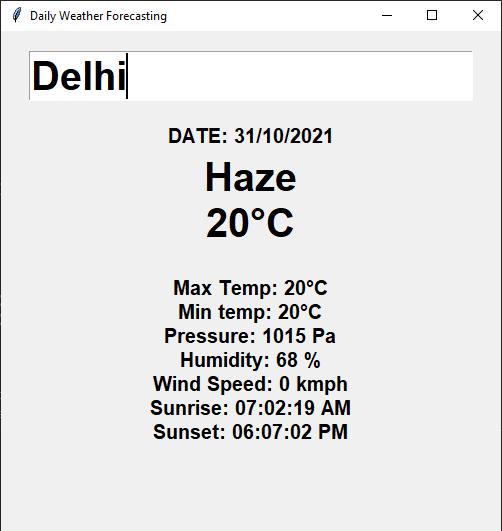 Daily Weather Forecasting
Delhi
DATE: 31/10/2021
Haze
20°C
Max Temp: 20°C
Min temp: 20°C
Pressure: 1015 Pa
Humidity: 68 %
Wind Speed: 0 kmph
Sunrise: 07:02:19 AM
Sunset: 06:07:02 PM